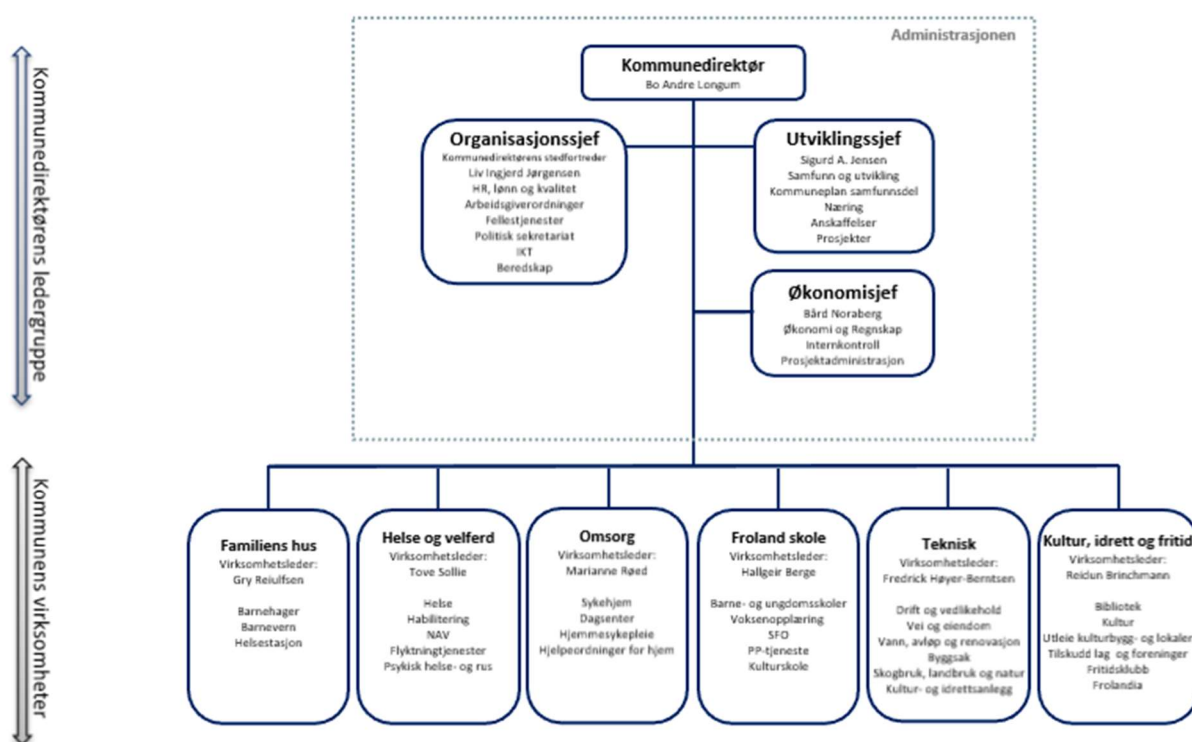 Administrasjonen
Kommunedirektørens ledergruppe
Kommunedirektør
Bo Andre Longum
Organisasjonssjef
Kommunedirektørens stedfortreder
Liv Ingjerd Jørgensen
HR, lønn og kvalitet
Arbeidsgiverordninger
Fellestjenester
Politisk sekretariat
IKT
Beredskap
Utviklingssjef
Sigurd A. Jensen
Samfunn og utvikling
Kommuneplan samfunnsdel
Næring
Anskaffelser
Prosjekter
Økonomisjef
Bård Noraberg
Økonomi og Regnskap
Internkontroll
Prosjektadministrasjon
Kommunens virksomheter
Familiens hus
Virksomhetsleder:
Gry Reiulfsen
Barnehager
Barnevern
Helsestasjon
Helse og velferd
Virksomhetsleder:
Tove Sollie
Helse
Habilitering
NAV
Flyktningtjenester
Psykisk helse- og rus
Omsorg
Virksomhetsleder:
Marianne Røed
Sykehjem
Dagsenter
Hjemmesykepleie
Hjelpeordninger for hjem
Froland skole
Virksomhetsleder:
Hallgeir Berge
Barne- og ungdomsskoler
Voksenopplæring
SFO
PP-tjeneste
Kulturskole
Teknisk
Virksomhetsleder:
Fredrick Høyer-Berntsen
Drift og vedlikehold
Vei og eiendom
Vann, avløp og renovasjon
Byggsak
Skogbruk, landbruk og natur
Kultur- og idrettsanlegg
Kultur, idrett og fritid
Virksomhetsleder:
Reidun Brinchmann
Bibliotek
Kultur
Utleie kulturbygg- og lokaler
Tilskudd lag og foreninger
Fritidsklubb
Frolandia